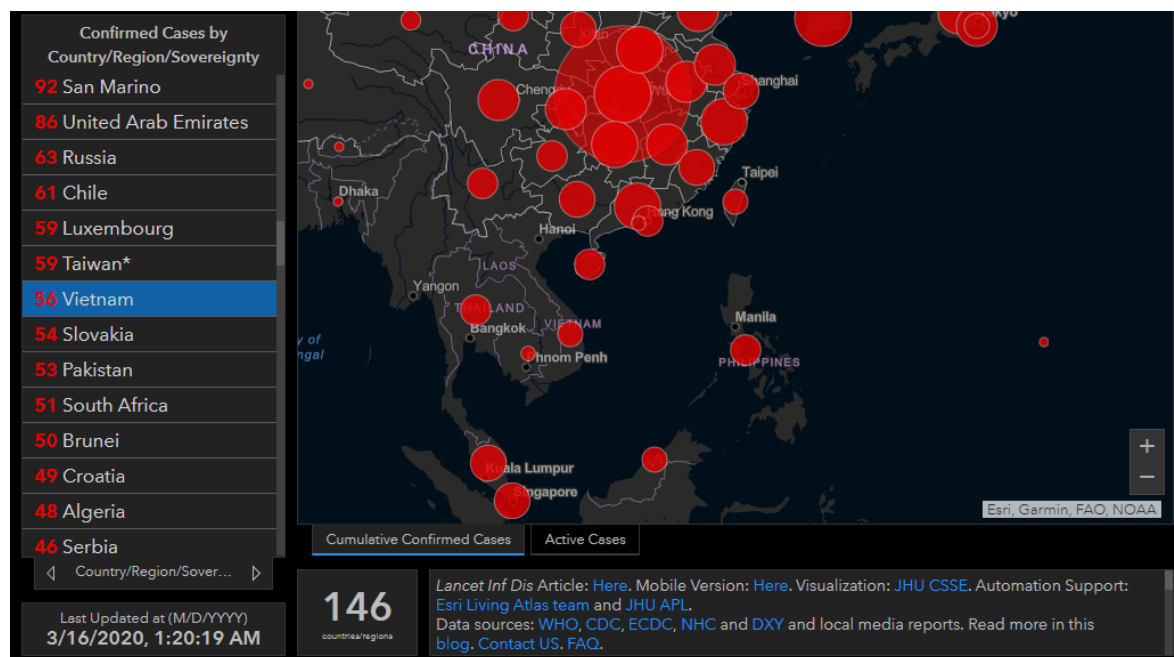 Confirmed Cases by
Country/Region/Sovereignty
92 San Marino
86 United Arab Emirates
63 Russia
61 Chile
59 Luxembourg
59 Taiwan*
56 Vietnam
54 Slovakia
53 Pakistan
51 South Africa
50 Brunei
49 Croatia
48 Algeria
46 Serbia
Country/Region/Sover...
Last Updated at (M/D/YYYY)
3/16/2020, 1:20:19 AM
CHINA
Shanghai
Taipei
Dhaka
Hong Kong
Hanoi
LAOS
Yangon
THAILAND
Bangkok
VIETNAM
Manila
Phnom Penh
PHILIPPINES
Kuala Lumpur
Singapore
+
−
Esri, Garmin, FAO, NOAA
Cumulative Confirmed Cases
Active Cases
146
countries/regions
Lancet Inf Dis Article: Here. Mobile Version: Here. Visualization: JHU CSSE. Automation Support:
Esri Living Atlas team and JHU APL.
Data sources: WHO, CDC, ECDC, NHC and DXY and local media reports. Read more in this
blog. Contact US. FAQ.